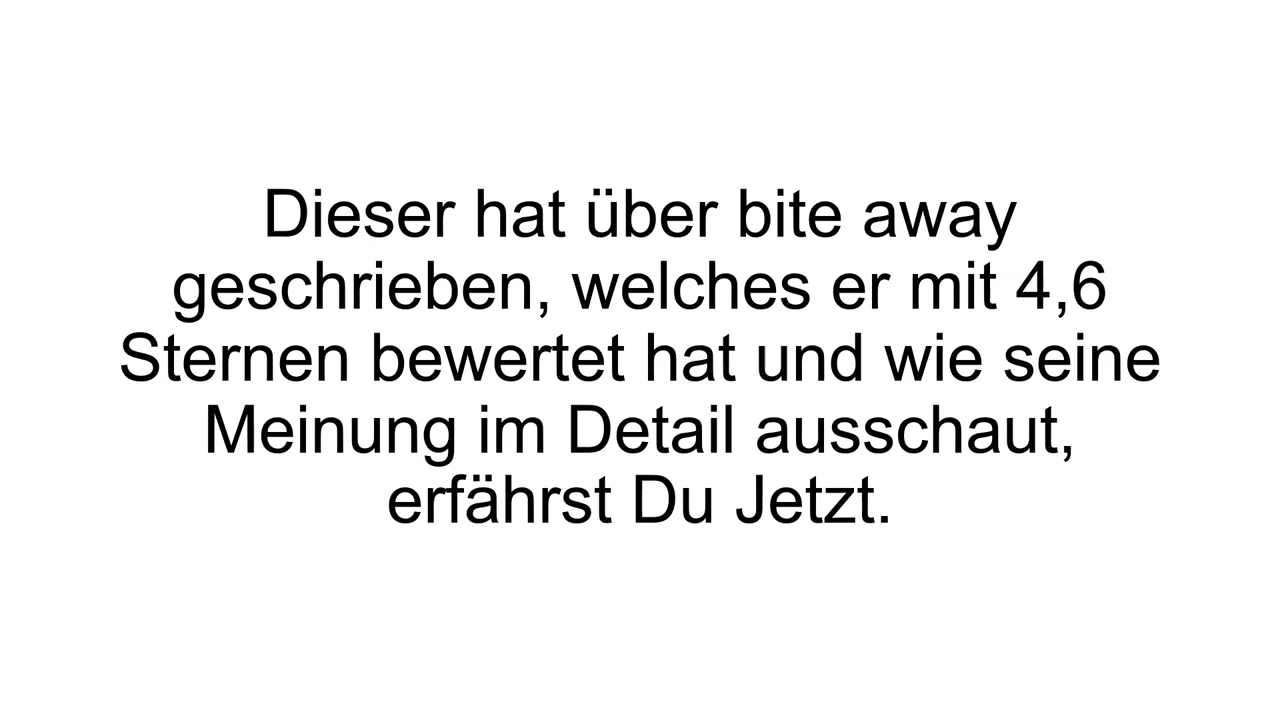 Dieser hat über bite away
geschrieben, welches er mit 4,6
Sternen bewertet hat und wie seine
Meinung im Detail ausschaut,
erfährst Du Jetzt.